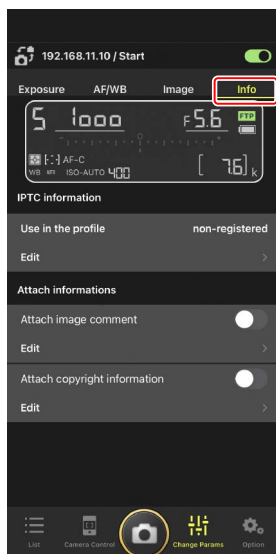 192.168.11.10 / Start
Exposure AF/WB Image Info
S 1000 F5.6 FTP
AF-C [ 7.6] k
WB ISO-AUTO 400
IPTC information
Use in the profile non-registered
Edit
Attach informations
Attach image comment
Edit
Attach copyright information
Edit
List Camera Control Change Params Option